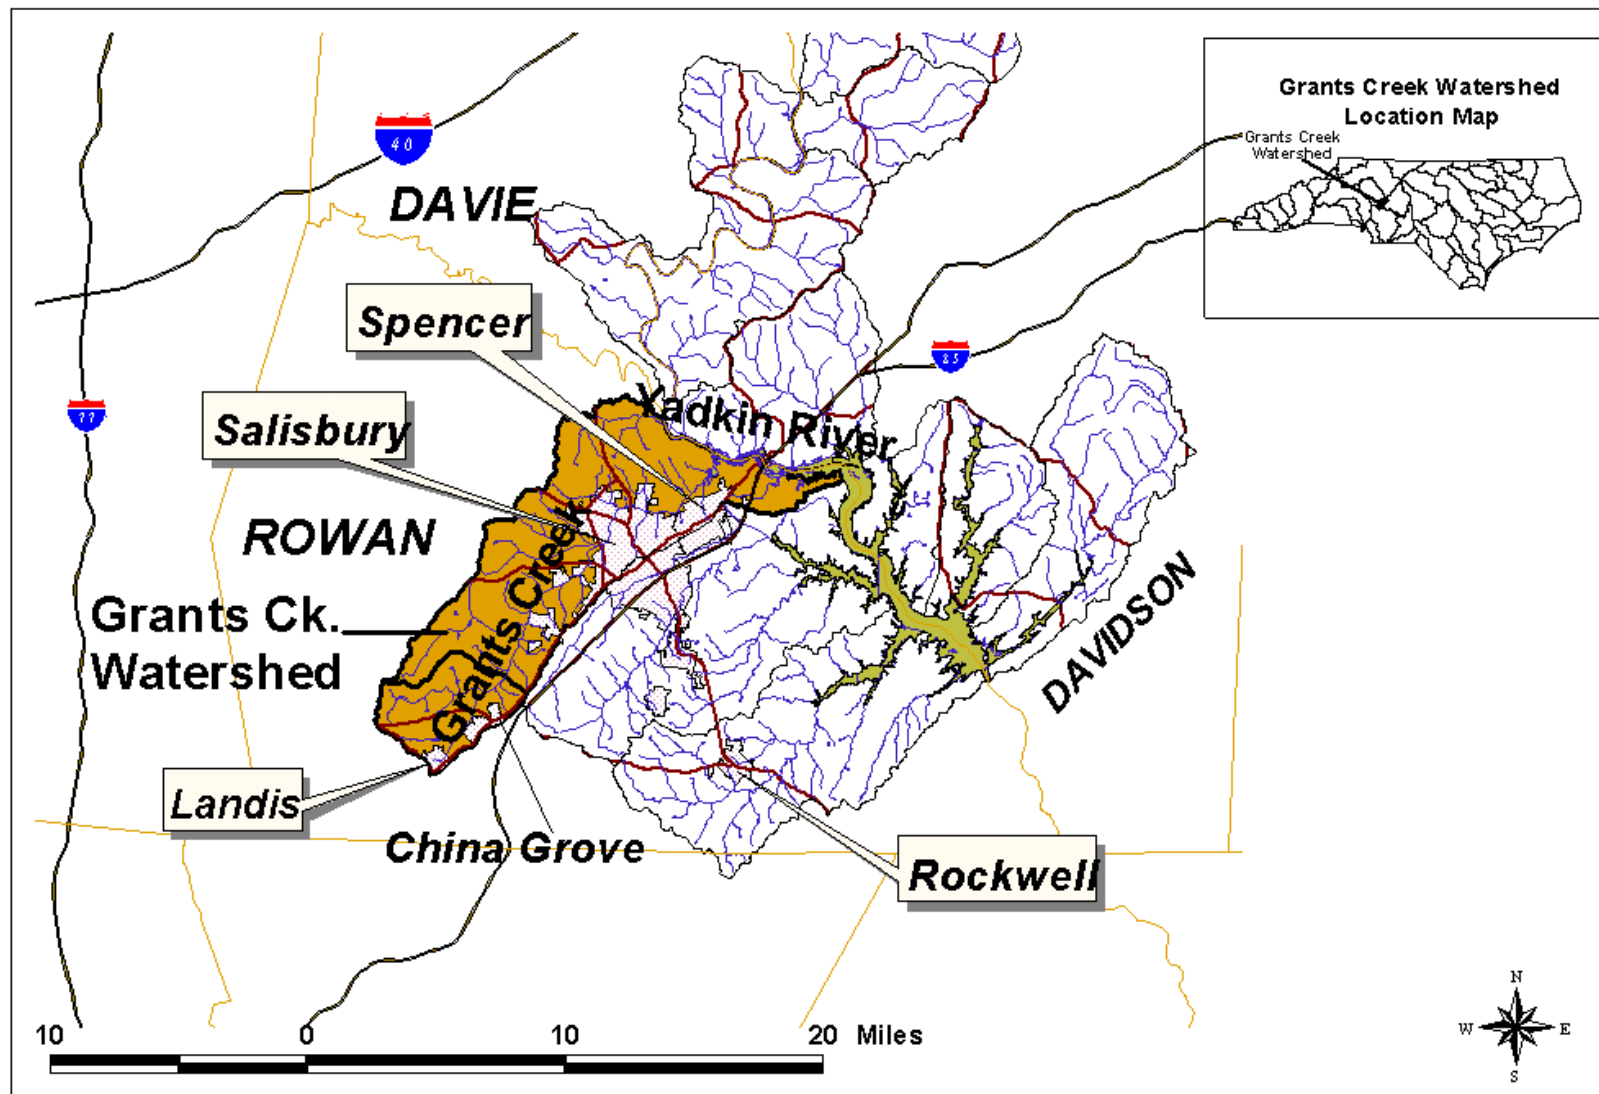 Grants Creek Watershed
Location Map
Grants Creek
Watershed
40
DAVIE
Spencer
85
77
Salisbury
Yadkin River
ROWAN
Grants Creek
DAVIDSON
Grants Ck.
Watershed
Landis
China Grove
Rockwell
N
W E
S
10 0 10 20 Miles